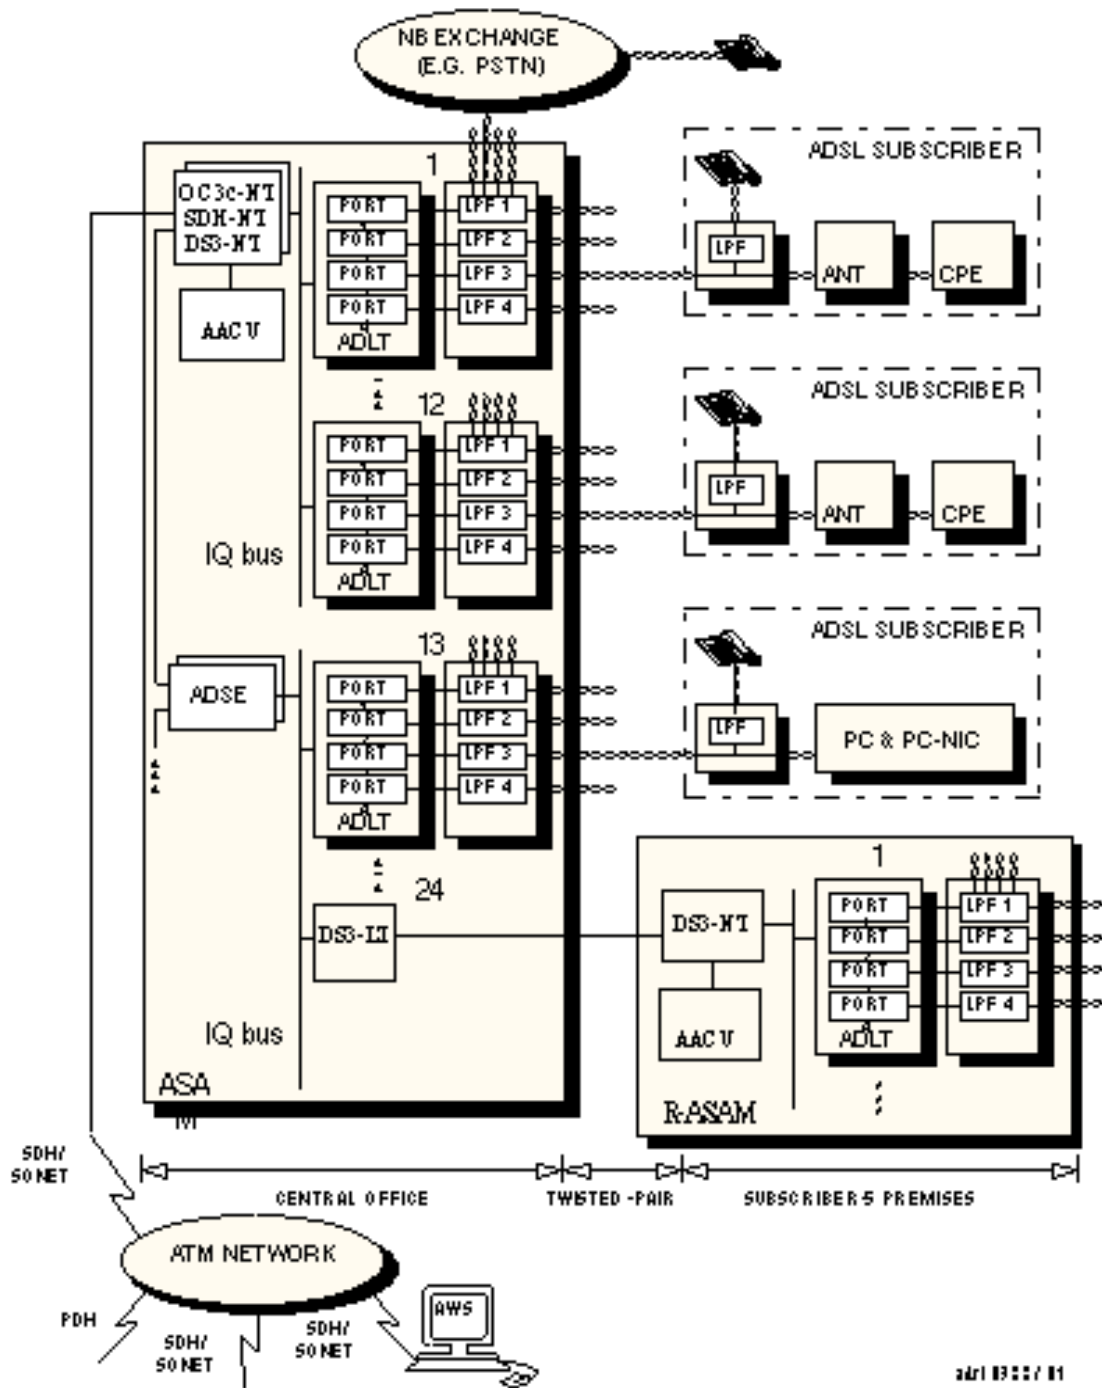 NB EXCHANGE
(E.G. PSTN)
1
OC3c-NT
SDH-NT
DS3-NT
AACU
PORT
PORT
PORT
PORT
ADLT
LPF 1
LPF 2
LPF 3
LPF 4
ADSL SUBSCRIBER
LPF
ANT
CPE
12
PORT
PORT
PORT
PORT
ADLT
LPF 1
LPF 2
LPF 3
LPF 4
IQ bus
ADSL SUBSCRIBER
LPF
ANT
CPE
13
ADSE
PORT
PORT
PORT
PORT
ADLT
LPF 1
LPF 2
LPF 3
LPF 4
ADSL SUBSCRIBER
LPF
PC & PC-NIC
24
DS3-LT
IQ bus
ASA
M
1
DS3-NT
AACU
PORT
PORT
PORT
PORT
ADLT
LPF 1
LPF 2
LPF 3
LPF 4
R-ASAM
SDH/
SONET
CENTRAL OFFICE
TWISTED -PAIR
SUBSCRIBER'S PREMISES
ATM NETWORK
PDH
SDH/
SONET
SDH/
SONET
AWS